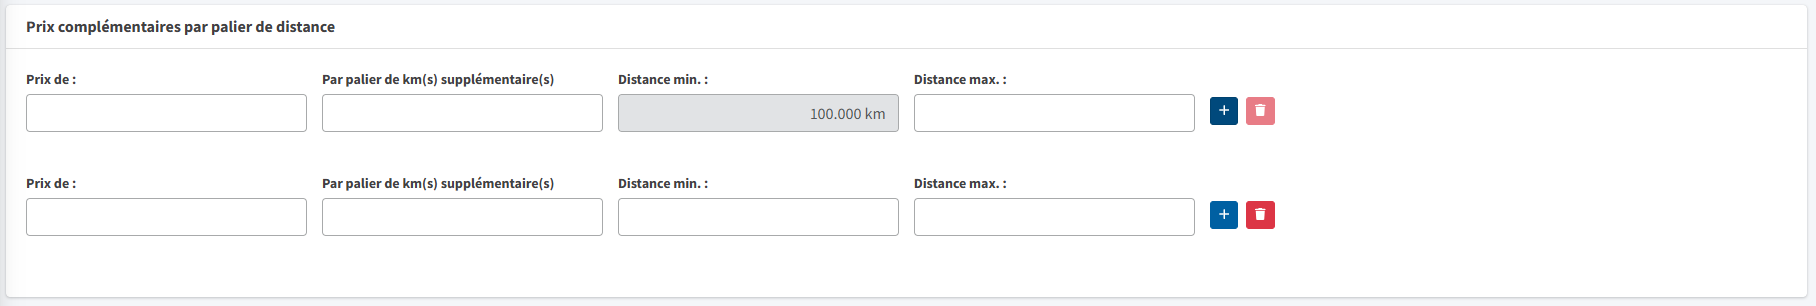 Prix complémentaires par palier de distance
Prix de : Par palier de km(s) supplémentaire(s) Distance min. : Distance max. :
100.000 km
Prix de : Par palier de km(s) supplémentaire(s) Distance min. : Distance max. :